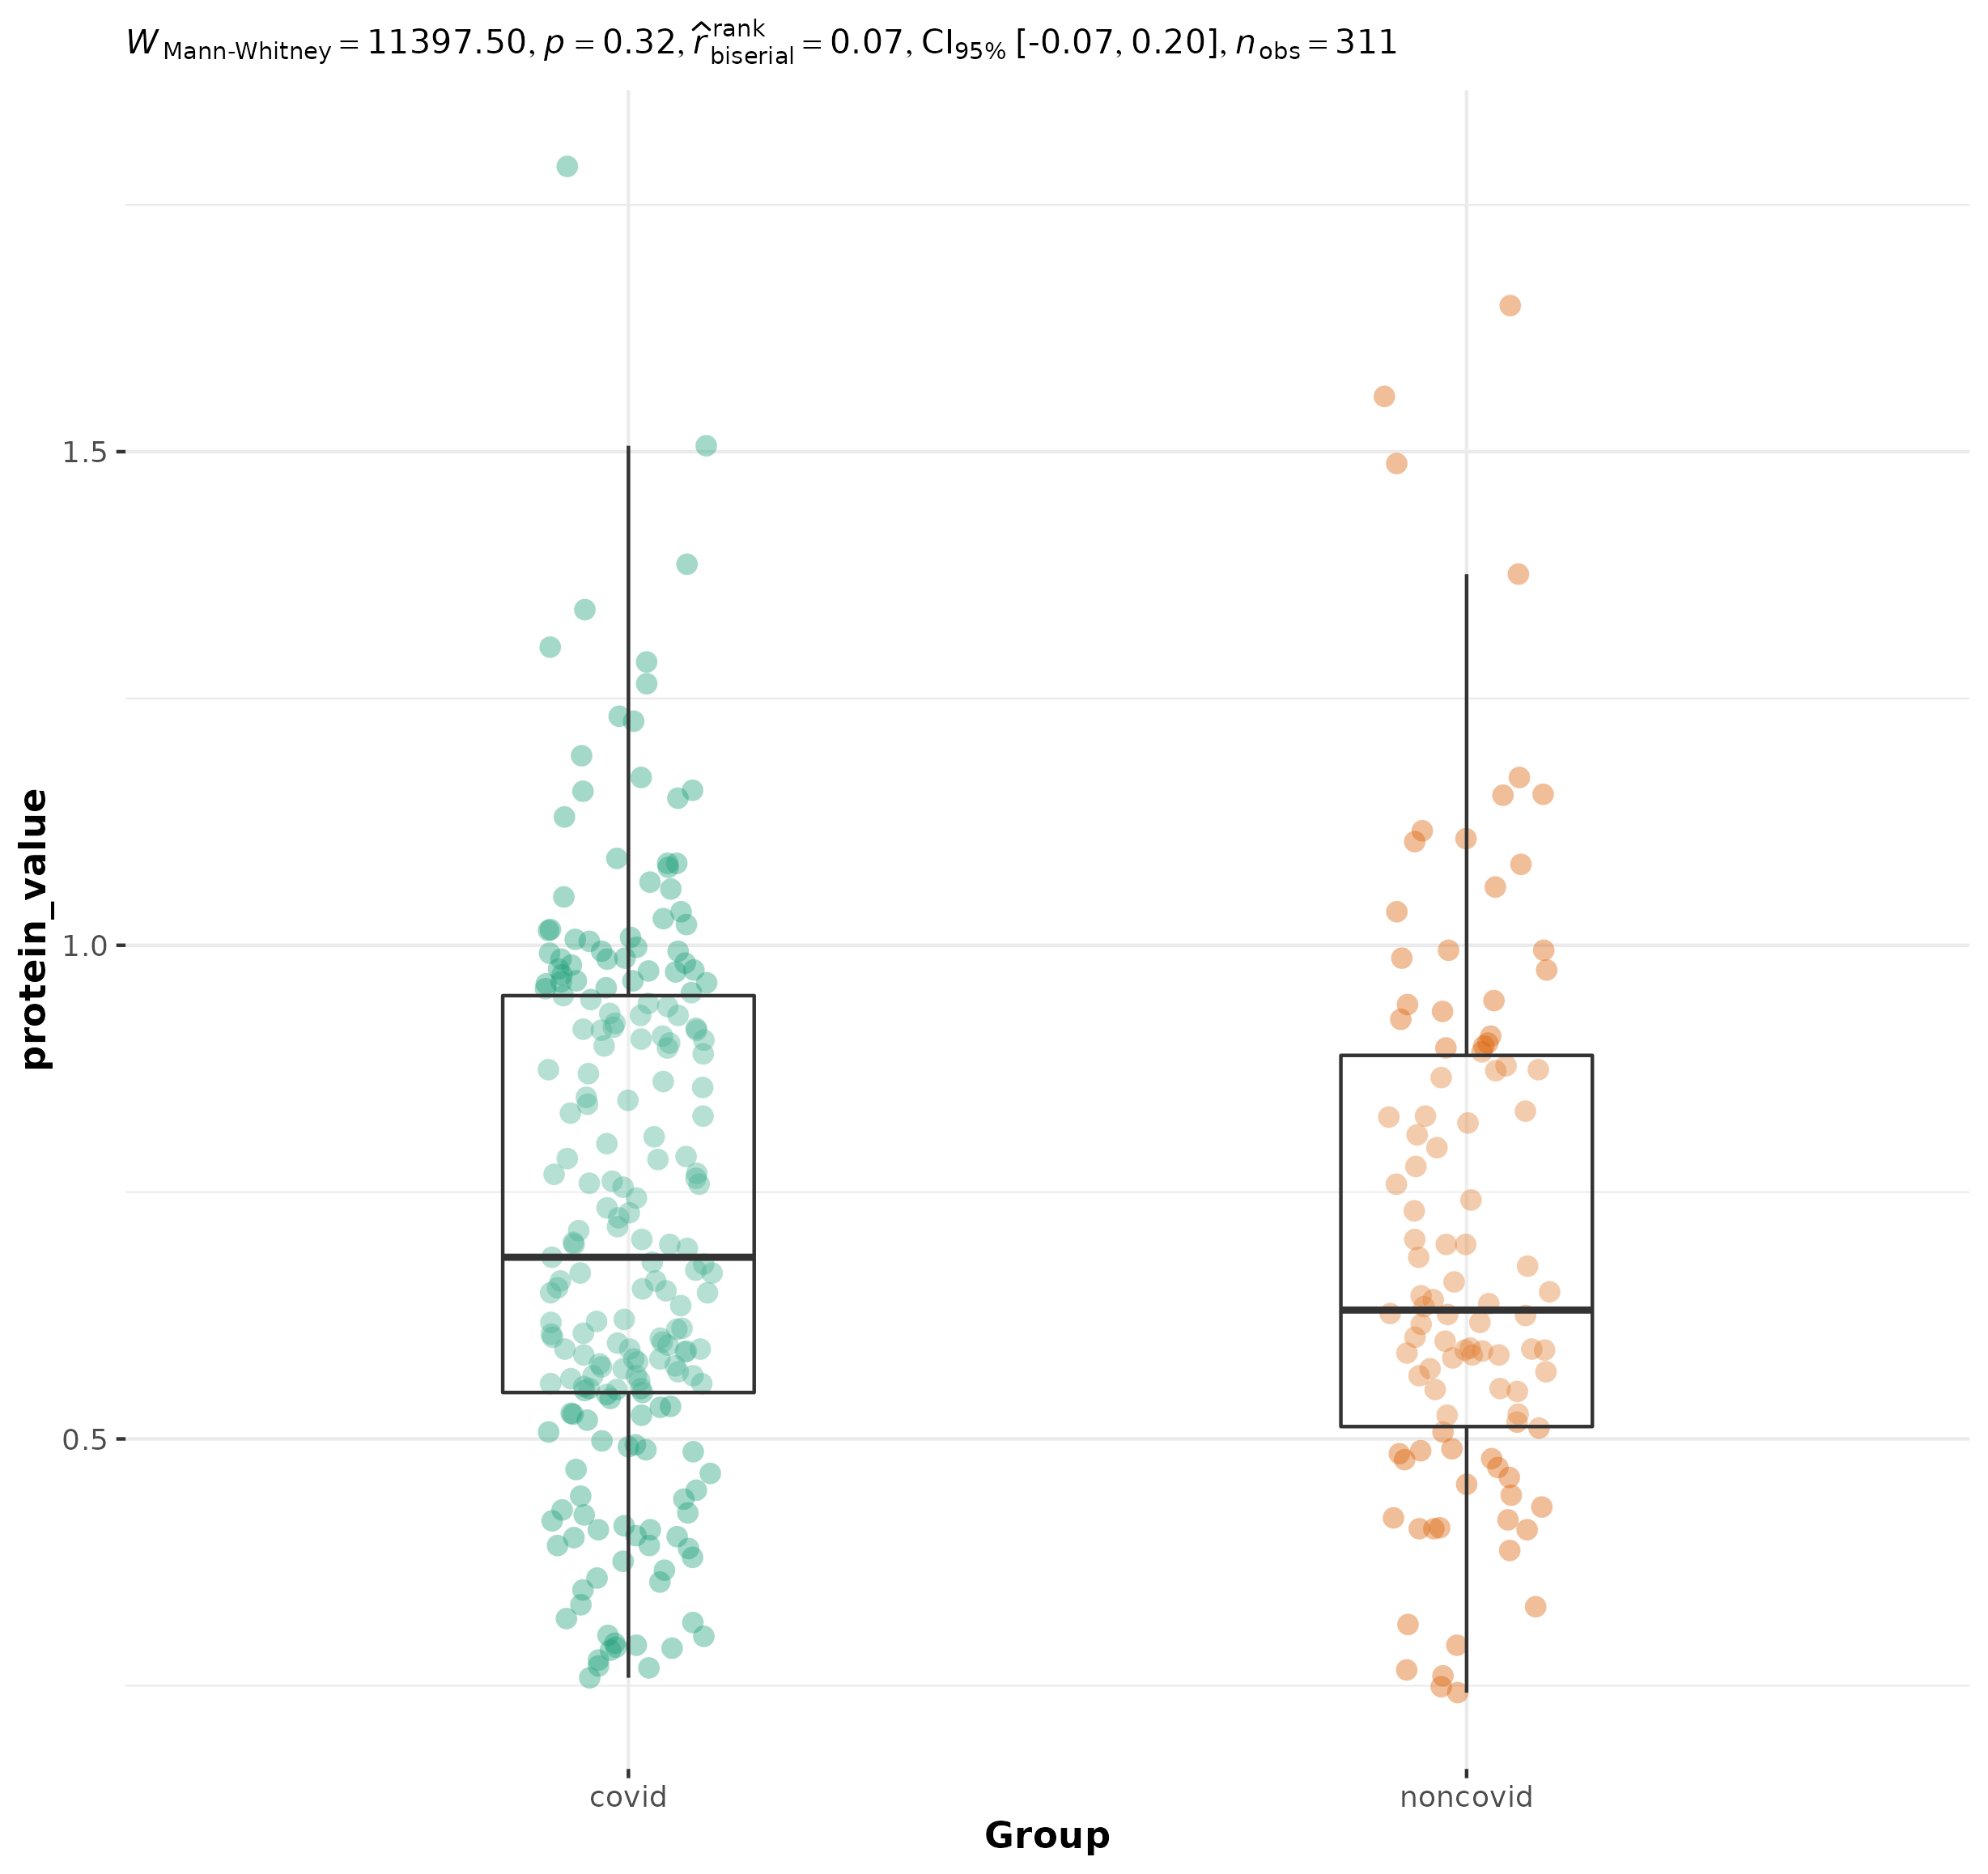 W Mann-Whitney = 11397.50, p = 0.32, r̂ rank biserial = 0.07, CI95% [-0.07, 0.20], n obs = 311
protein_value
1.5
1.0
0.5
covid noncovid
Group